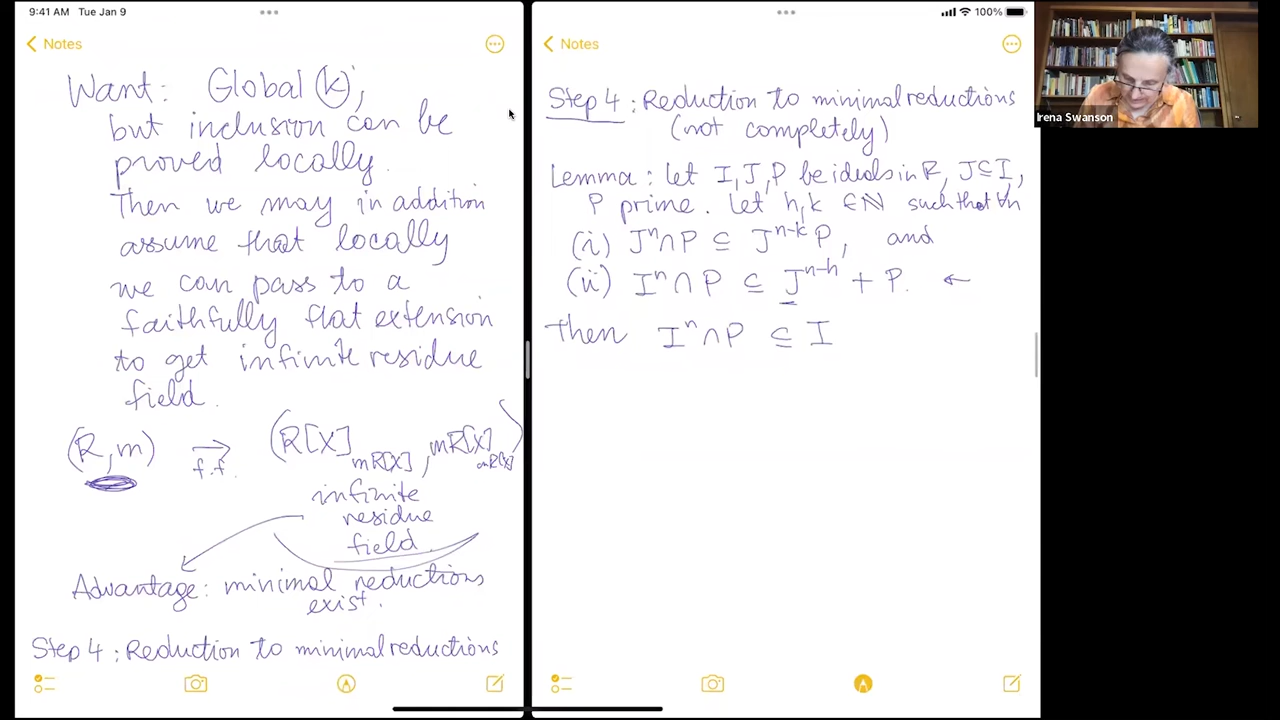 9:41 AM Tue Jan 9
Notes
Want: Global (k),
but inclusion can be
proved locally.
Then we may in addition
assume that locally
we can pass to a
faithfully flat extension
to get infinite residue
field.
(R,m) → f.f. (R[X]mR[X], mR[X]mR[X])
infinite
residue
field.
Advantage: minimal reductions
exist.
Step 4: Reduction to minimal reductions
100%
Notes
Step 4: Reduction to minimal reductions
(not completely)
Lemma: let I, J, P be ideals in R, J⊆I,
P prime. Let h,k ∈ℕ such that ∀n
(i) Jⁿ∩P ⊆ Jⁿ⁻ᵏP, and
(ii) Iⁿ∩P ⊆ Jⁿ⁻ʰ + P. ←
Then Iⁿ∩P ⊆ I
Irena Swanson